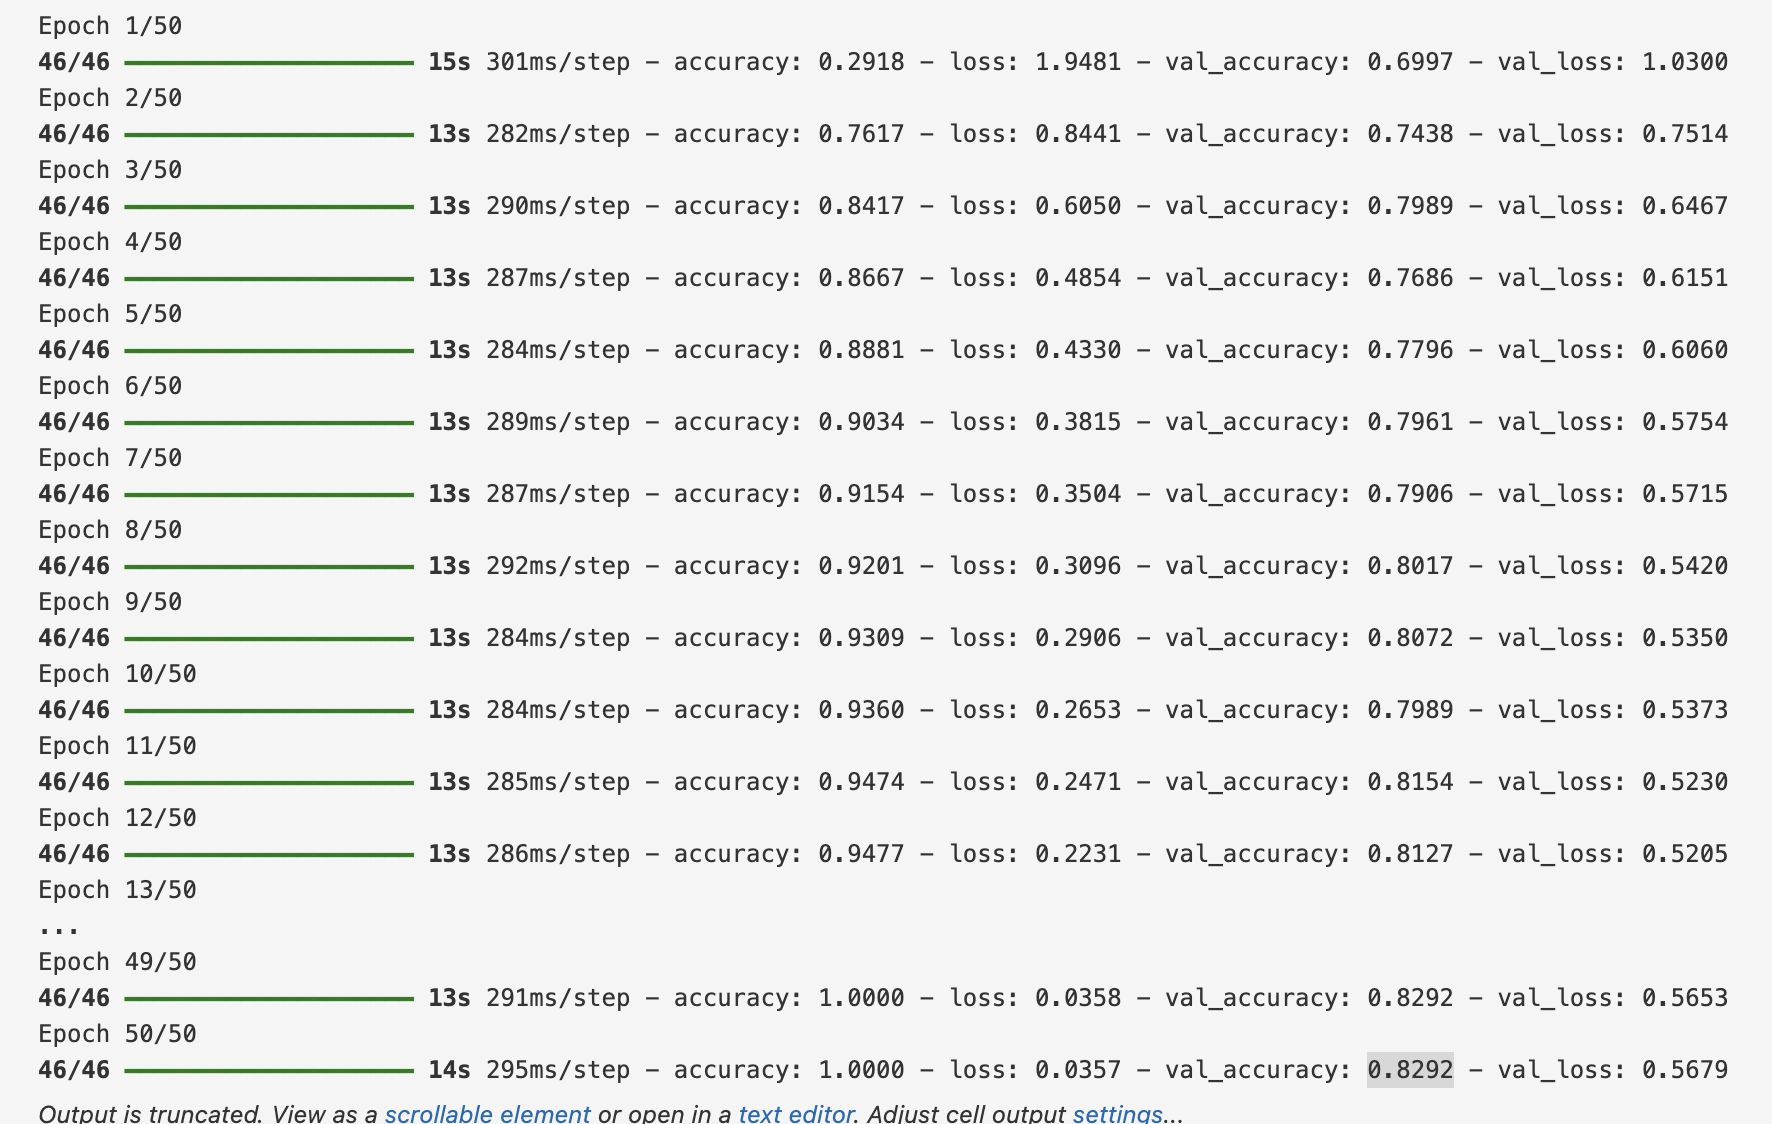 Epoch 1/50
46/46 15s 301ms/step - accuracy: 0.2918 - loss: 1.9481 - val_accuracy: 0.6997 - val_loss: 1.0300
Epoch 2/50
46/46 13s 282ms/step - accuracy: 0.7617 - loss: 0.8441 - val_accuracy: 0.7438 - val_loss: 0.7514
Epoch 3/50
46/46 13s 290ms/step - accuracy: 0.8417 - loss: 0.6050 - val_accuracy: 0.7989 - val_loss: 0.6467
Epoch 4/50
46/46 13s 287ms/step - accuracy: 0.8667 - loss: 0.4854 - val_accuracy: 0.7686 - val_loss: 0.6151
Epoch 5/50
46/46 13s 284ms/step - accuracy: 0.8881 - loss: 0.4330 - val_accuracy: 0.7796 - val_loss: 0.6060
Epoch 6/50
46/46 13s 289ms/step - accuracy: 0.9034 - loss: 0.3815 - val_accuracy: 0.7961 - val_loss: 0.5754
Epoch 7/50
46/46 13s 287ms/step - accuracy: 0.9154 - loss: 0.3504 - val_accuracy: 0.7906 - val_loss: 0.5715
Epoch 8/50
46/46 13s 292ms/step - accuracy: 0.9201 - loss: 0.3096 - val_accuracy: 0.8017 - val_loss: 0.5420
Epoch 9/50
46/46 13s 284ms/step - accuracy: 0.9309 - loss: 0.2906 - val_accuracy: 0.8072 - val_loss: 0.5350
Epoch 10/50
46/46 13s 284ms/step - accuracy: 0.9360 - loss: 0.2653 - val_accuracy: 0.7989 - val_loss: 0.5373
Epoch 11/50
46/46 13s 285ms/step - accuracy: 0.9474 - loss: 0.2471 - val_accuracy: 0.8154 - val_loss: 0.5230
Epoch 12/50
46/46 13s 286ms/step - accuracy: 0.9477 - loss: 0.2231 - val_accuracy: 0.8127 - val_loss: 0.5205
Epoch 13/50
...
Epoch 49/50
46/46 13s 291ms/step - accuracy: 1.0000 - loss: 0.0358 - val_accuracy: 0.8292 - val_loss: 0.5653
Epoch 50/50
46/46 14s 295ms/step - accuracy: 1.0000 - loss: 0.0357 - val_accuracy: 0.8292 - val_loss: 0.5679
Output is truncated. View as a scrollable element or open in a text editor. Adjust cell output settings...